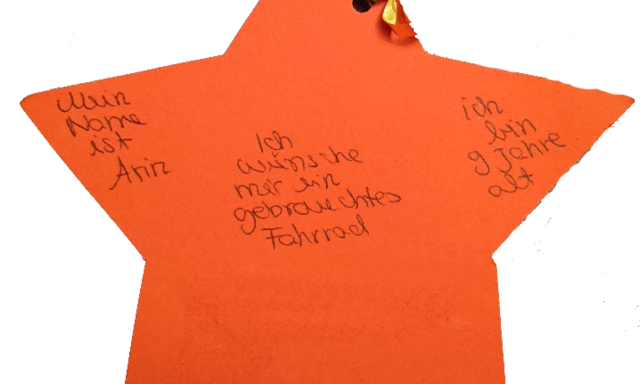 Mein
Name
ist
Arin
Ich
wünsche
mir ein
gebrauchtes
Fahrrad
ich
bin
9 Jahre
alt